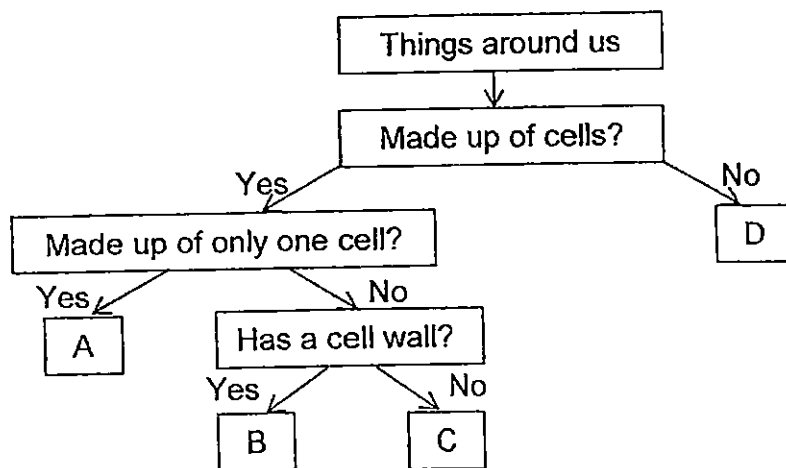 Things around us
Made up of cells?
Yes
No
Made up of only one cell?
D
Yes
No
A
Has a cell wall?
Yes
No
B
C